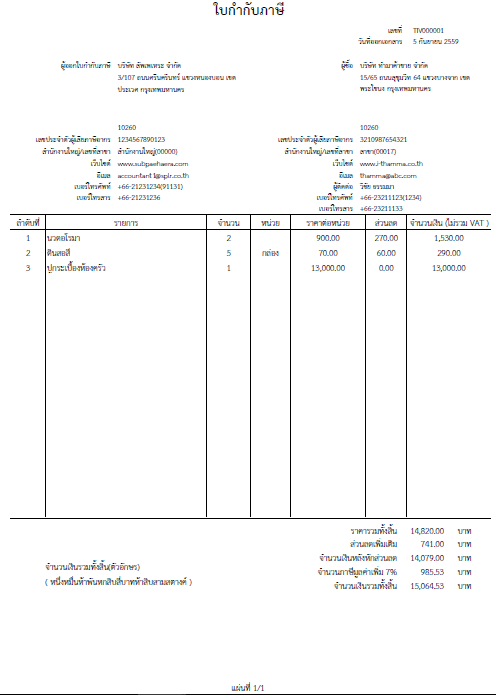 ใบกำกับภาษี
เลขที่ TIV000001
วันที่ออกเอกสาร 5 กันยายน 2559
ผู้ออกใบกำกับภาษี บริษัท สัพเพเหระ จำกัด ผู้ซื้อ บริษัท ทำมาค้าขาย จำกัด
3/107 ถนนศรีนครินทร์ แขวงหนองบอน เขต 15/65 ถนนสุขุมวิท 64 แขวงบางจาก เขต
ประเวศ กรุงเทพมหานคร พระโขนง กรุงเทพมหานคร
10260 10260
เลขประจำตัวผู้เสียภาษีอากร 1234567890123 เลขประจำตัวผู้เสียภาษีอากร 3210987654321
สำนักงานใหญ่/เลขที่สาขา สำนักงานใหญ่(00000) สำนักงานใหญ่/เลขที่สาขา สาขา(00017)
เว็บไซต์ www.subpaehaera.com เว็บไซต์ www.i-thamma.co.th
อีเมล accountant1@splr.co.th อีเมล thamma@abc.com
เบอร์โทรศัพท์ +66-21231234(91131) ผู้ติดต่อ วิชัย ธรรมมา
เบอร์โทรสาร +66-21231236 เบอร์โทรศัพท์ +66-23211123(1234)
เบอร์โทรสาร +66-23211133
ลำดับที่ รายการ จำนวน หน่วย ราคาต่อหน่วย ส่วนลด จำนวนเงิน (ไม่รวม VAT )
1 นวดอโรมา 2 900.00 270.00 1,530.00
2 ดินสอสี 5 กล่อง 70.00 60.00 290.00
3 ปูกระเบื้องห้องครัว 1 13,000.00 0.00 13,000.00
ราคารวมทั้งสิ้น 14,820.00 บาท
ส่วนลดเพิ่มเติม 741.00 บาท
จำนวนเงินหลังหักส่วนลด 14,079.00 บาท
จำนวนเงินรวมทั้งสิ้น(ตัวอักษร) จำนวนภาษีมูลค่าเพิ่ม 7% 985.53 บาท
( หนึ่งหมื่นห้าพันหกสิบสี่บาทห้าสิบสามสตางค์ ) จำนวนเงินรวมทั้งสิ้น 15,064.53 บาท
แผ่นที่ 1/1